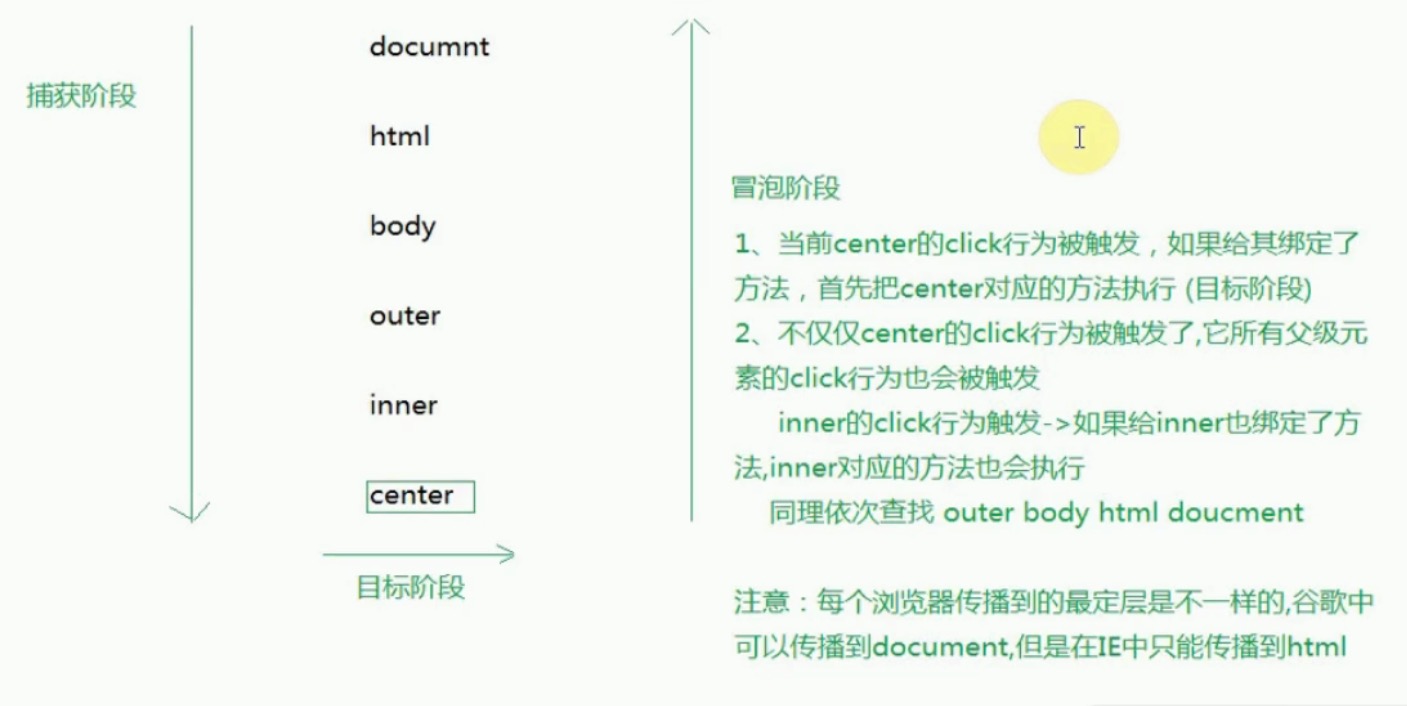 捕获阶段
documnt
html
body
outer
inner
center
目标阶段
冒泡阶段
1、当前center的click行为被触发，如果给其绑定了
方法，首先把center对应的方法执行 (目标阶段)
2、不仅仅center的click行为被触发了,它所有父级元
素的click行为也会被触发
inner的click行为触发->如果给inner也绑定了方
法,inner对应的方法也会执行
同理依次查找 outer body html doucment
注意：每个浏览器传播到的最定层是不一样的,谷歌中
可以传播到document,但是在IE中只能传播到html